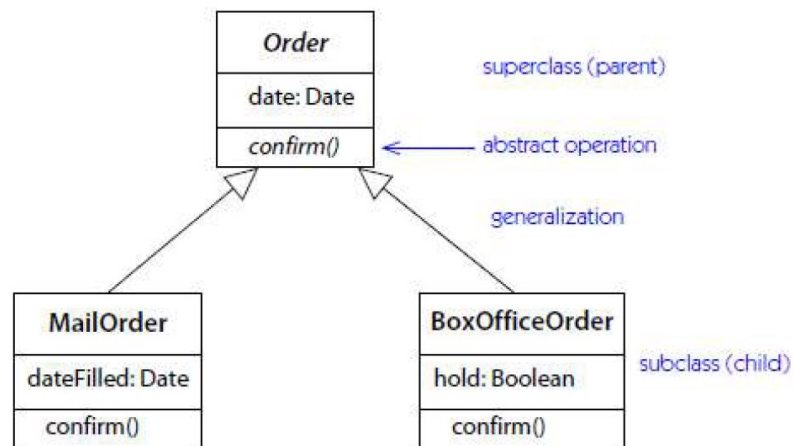 Order
date: Date
confirm()
superclass (parent)
abstract operation
generalization
MailOrder
dateFilled: Date
confirm()
BoxOfficeOrder
hold: Boolean
confirm()
subclass (child)